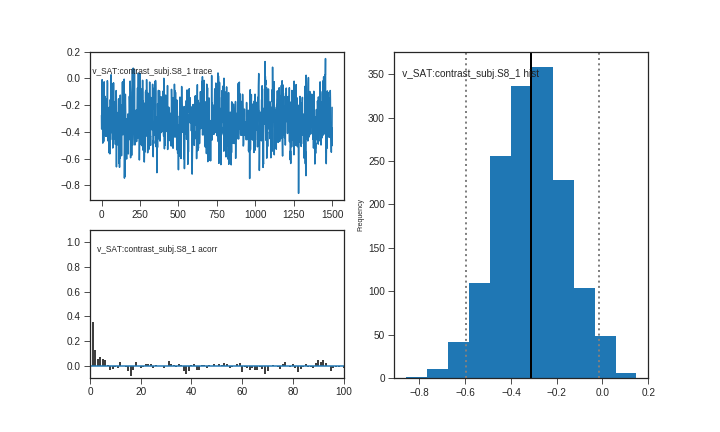 0.2
v_SAT:contrast_subj.S8_1 trace
0.0
−0.2
−0.4
−0.6
−0.8
0 250 500 750 1000 1250 1500
1.0
v_SAT:contrast_subj.S8_1 acorr
0.8
0.6
0.4
0.2
0.0
0 20 40 60 80 100
v_SAT:contrast_subj.S8_1 hist
350
300
250
200
150
100
50
0
Frequency
−0.8 −0.6 −0.4 −0.2 0.0 0.2